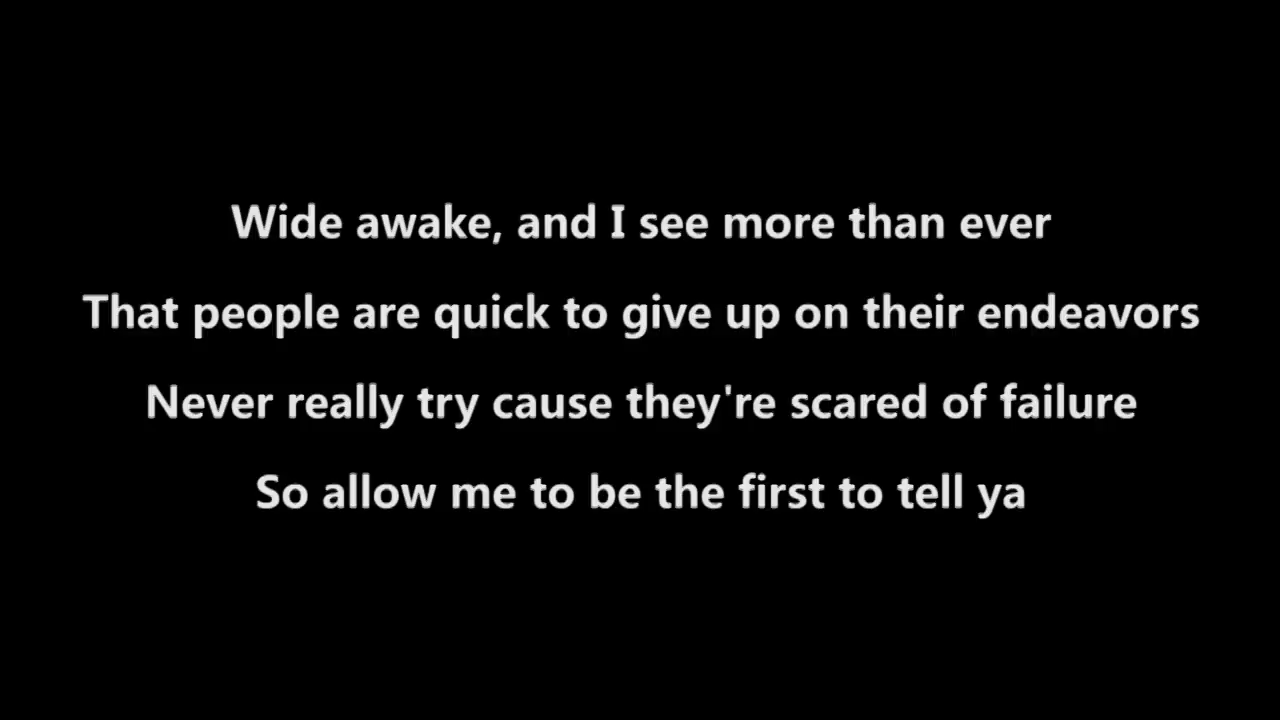 Wide awake, and I see more than ever
That people are quick to give up on their endeavors
Never really try cause they're scared of failure
So allow me to be the first to tell ya